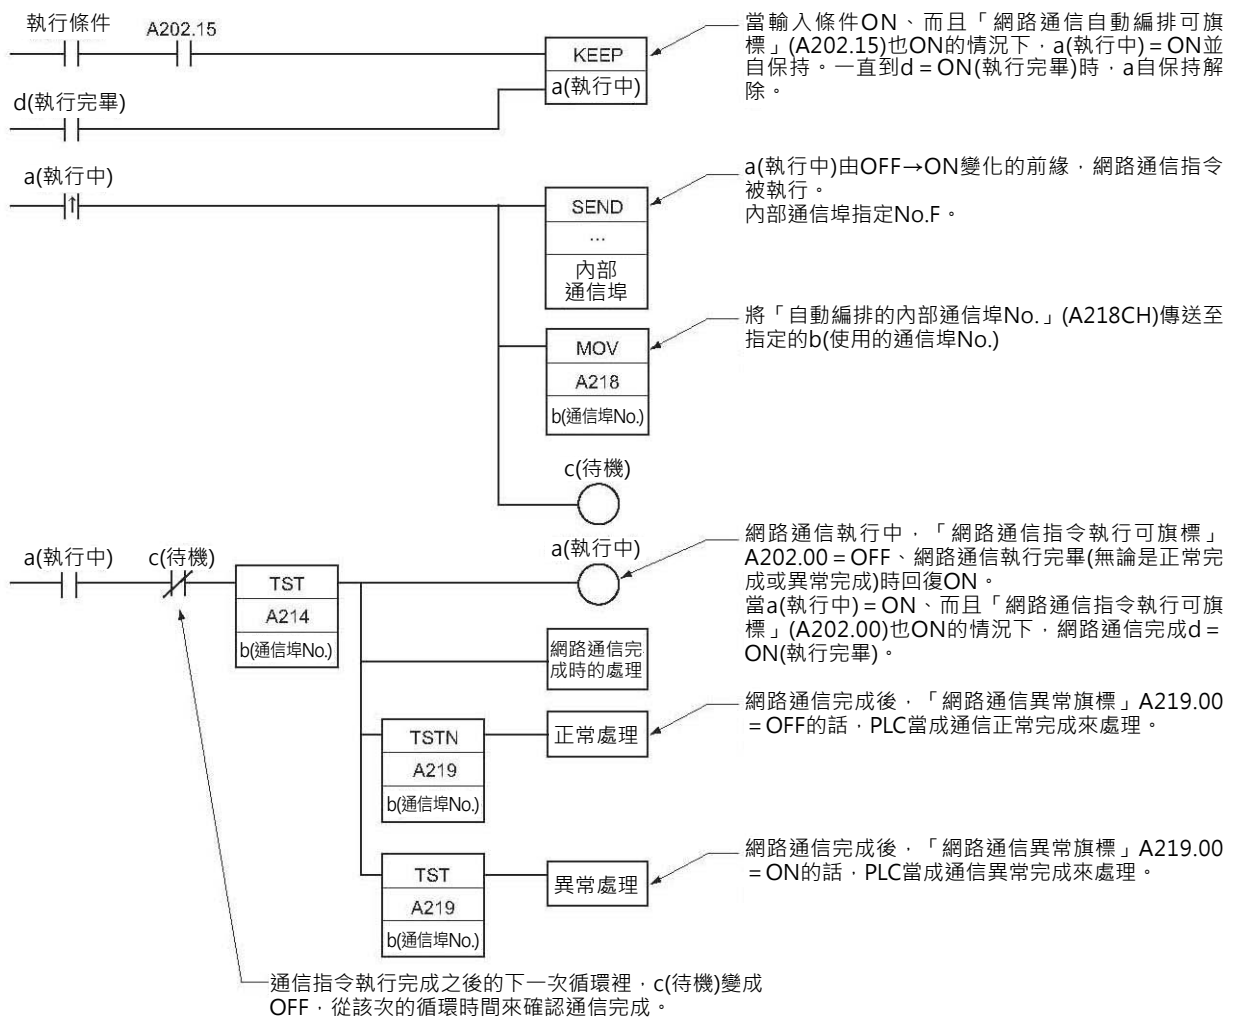 執行條件
A202.15
KEEP
a(執行中)
d(執行完畢)
當輸入條件ON、而且「網路通信自動編排可旗
標」(A202.15)也ON的情況下，a(執行中)＝ON並
自保持。一直到d＝ON(執行完畢)時，a自保持解
除。
a(執行中)
SEND
...
內部
通信埠
a(執行中)由OFF→ON變化的前緣，網路通信指令
被執行。
內部通信埠指定No.F。
MOV
A218
b(通信埠No.)
將「自動編排的內部通信埠No.」(A218CH)傳送至
指定的b(使用的通信埠No.)
c(待機)
a(執行中)
c(待機)
TST
A214
b(通信埠No.)
a(執行中)
網路通信執行中，「網路通信指令執行可旗標」
A202.00＝OFF、網路通信執行完畢(無論是正常完
成或異常完成)時回復ON。
當a(執行中)＝ON、而且「網路通信指令執行可旗
標」(A202.00)也ON的情況下，網路通信完成d＝
ON(執行完畢)。
網路通信完
成時的處理
TSTN
A219
b(通信埠No.)
正常處理
網路通信完成後，「網路通信異常旗標」A219.00
＝OFF的話，PLC當成通信正常完成來處理。
TST
A219
b(通信埠No.)
異常處理
網路通信完成後，「網路通信異常旗標」A219.00
＝ON的話，PLC當成通信異常完成來處理。
通信指令執行完成之後的下一次循環裡，c(待機)變成
OFF，從該次的循環時間來確認通信完成。